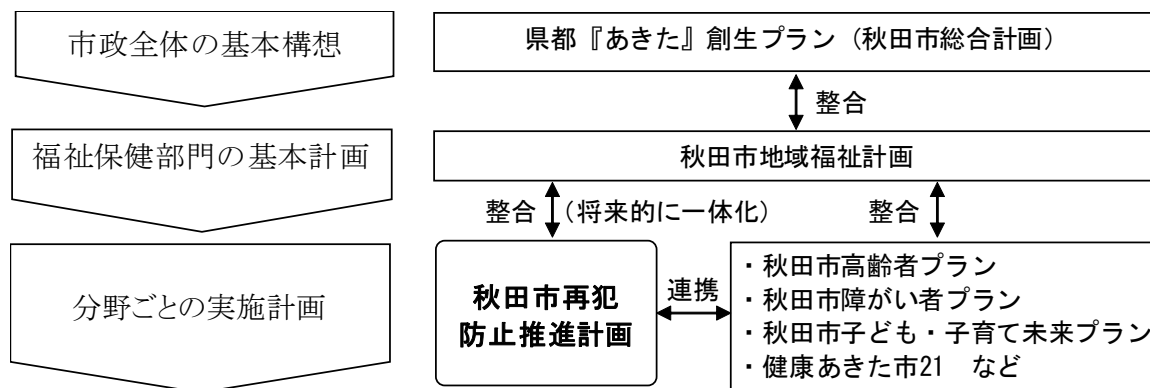 市政全体の基本構想
県都『あきた』創生プラン（秋田市総合計画）
整合
福祉保健部門の基本計画
秋田市地域福祉計画
整合 （将来的に一体化） 整合
分野ごとの実施計画
秋田市再犯
防止推進計画
連携
・秋田市高齢者プラン
・秋田市障がい者プラン
・秋田市子ども・子育て未来プラン
・健康あきた市21　など